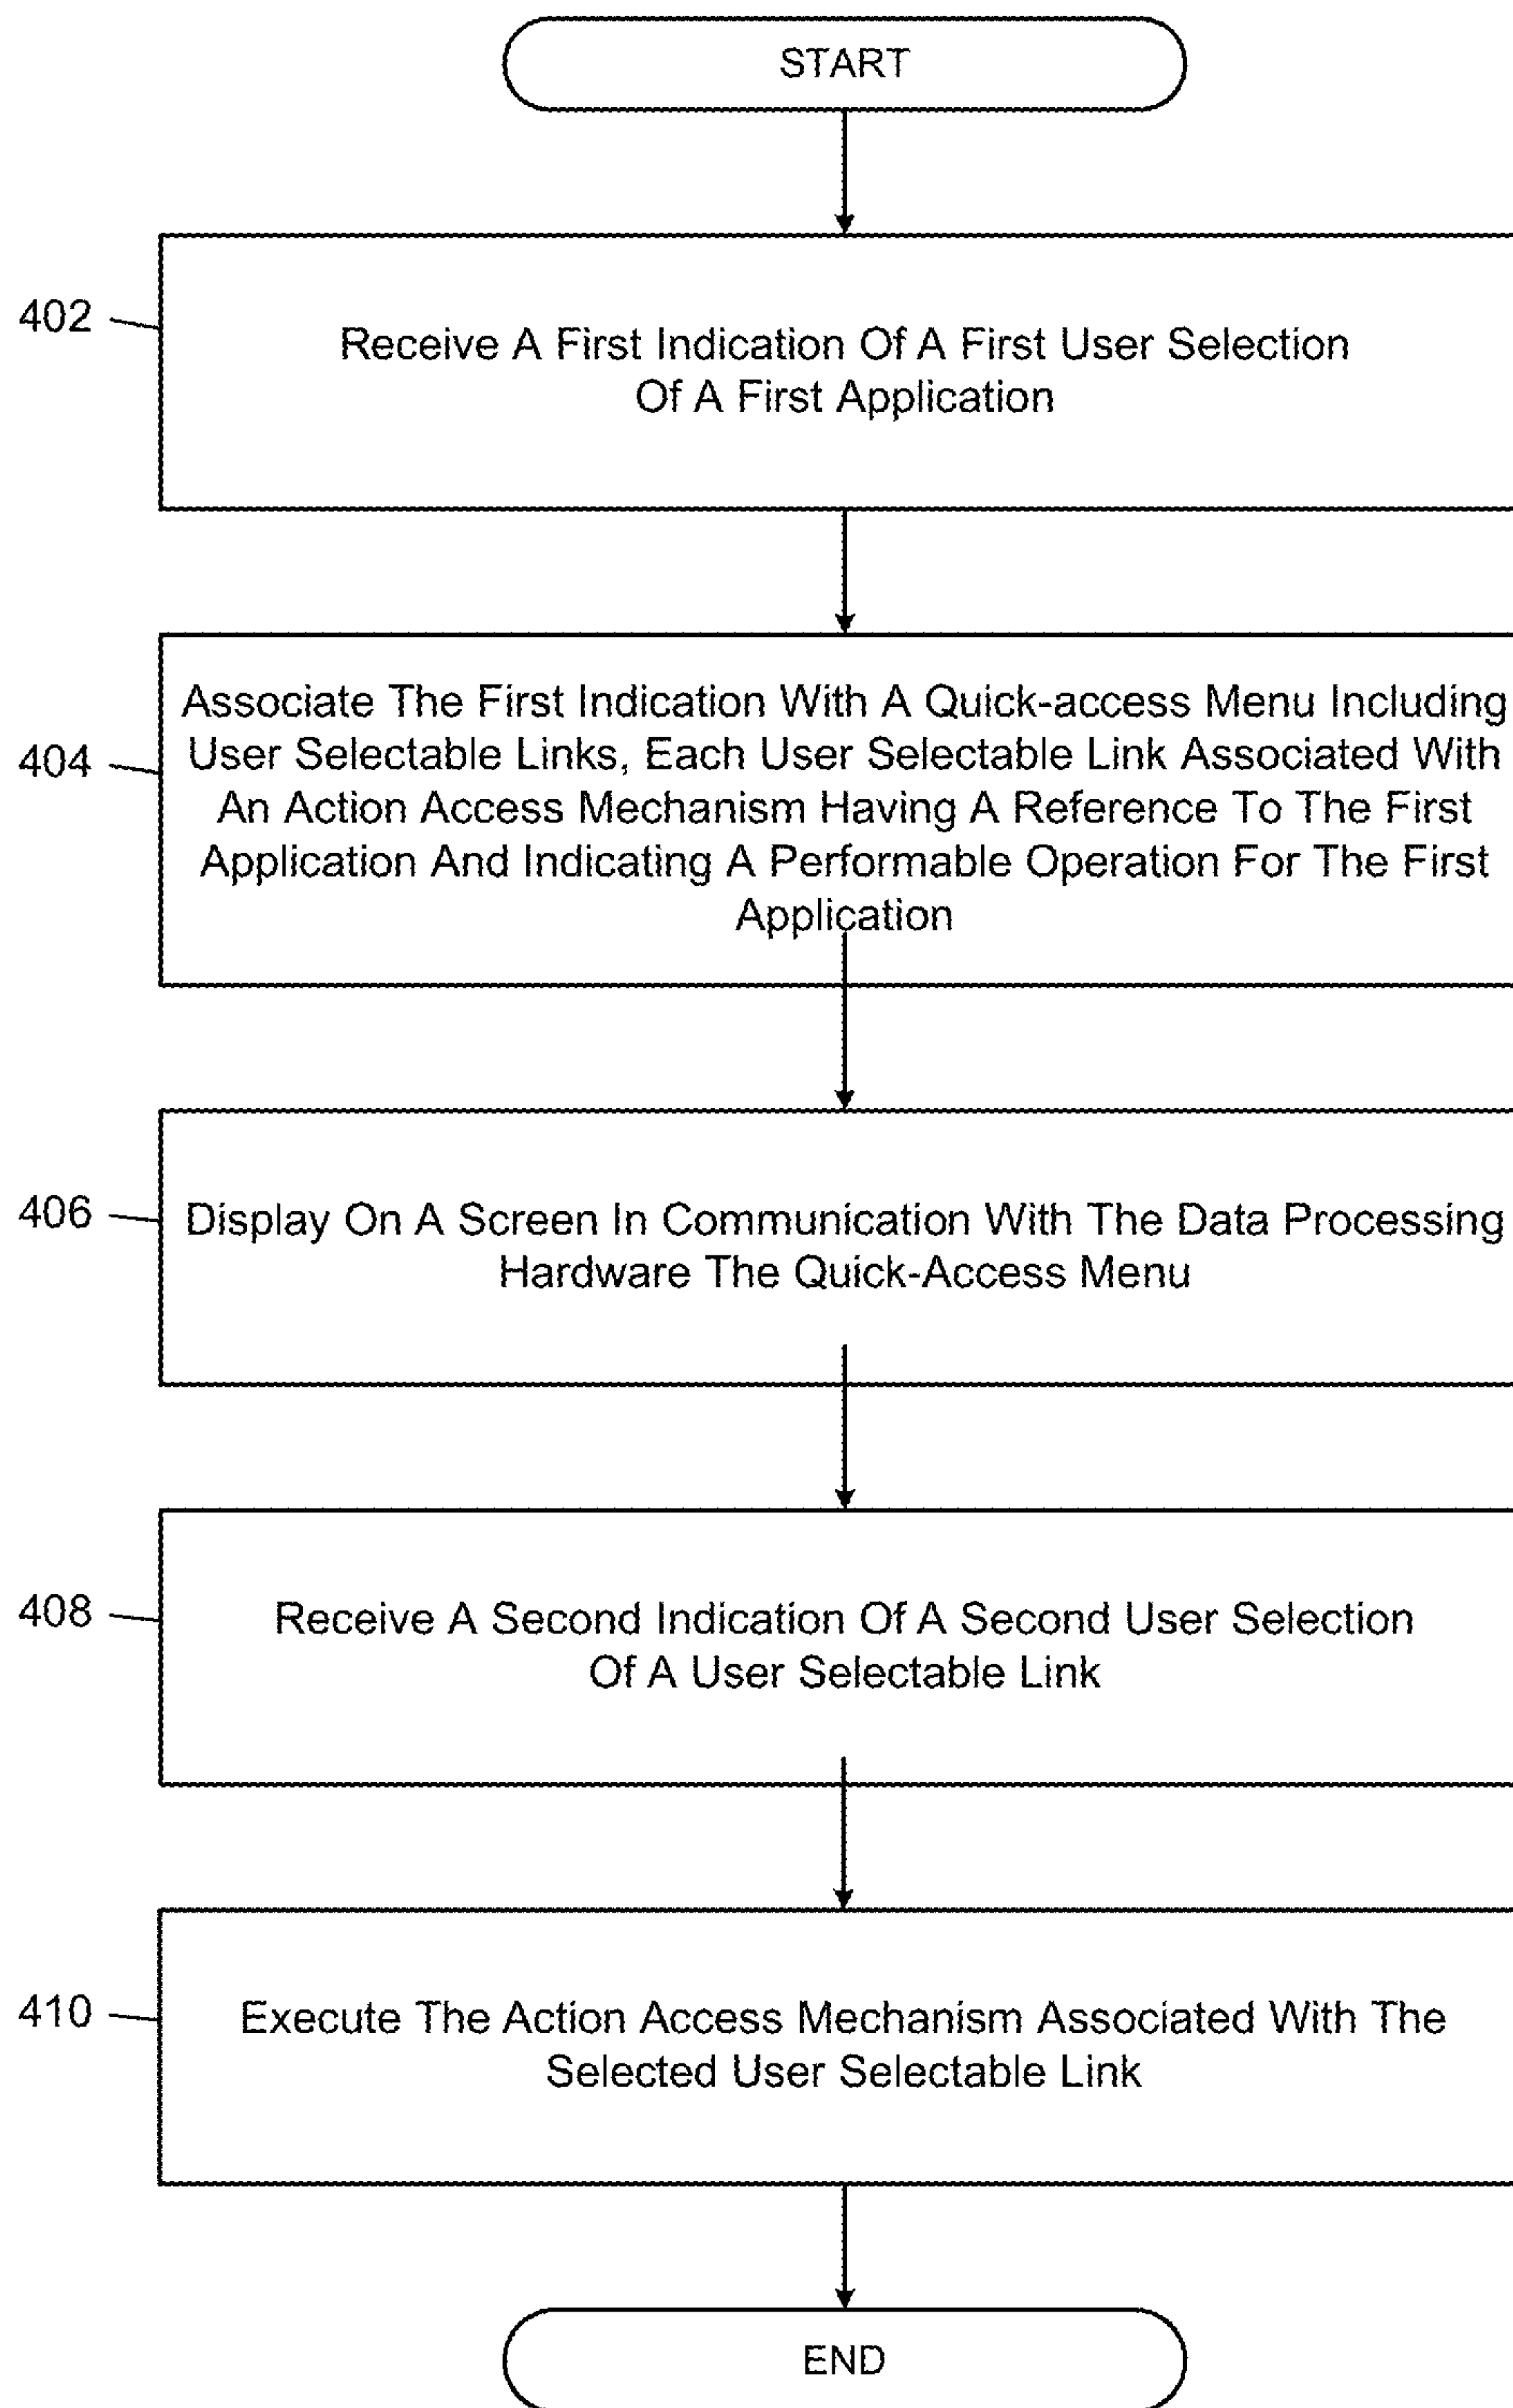 START
402
Receive A First Indication Of A First User Selection
Of A First Application
404
Associate The First Indication With A Quick-access Menu Including
User Selectable Links, Each User Selectable Link Associated With
An Action Access Mechanism Having A Reference To The First
Application And Indicating A Performable Operation For The First
Application
406
Display On A Screen In Communication With The Data Processing
Hardware The Quick-Access Menu
408
Receive A Second Indication Of A Second User Selection
Of A User Selectable Link
410
Execute The Action Access Mechanism Associated With The
Selected User Selectable Link
END